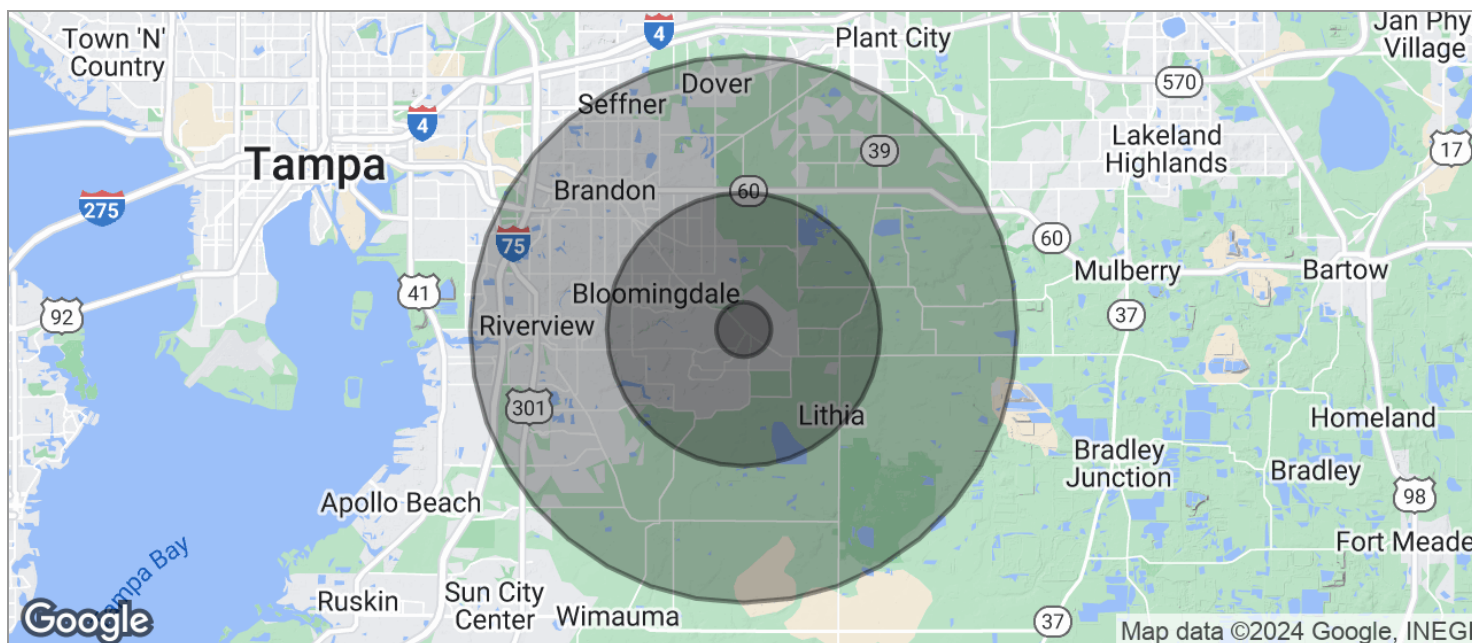 Town 'N'
Country
4
Plant City
Jan Phy
Village
Dover
570
Seffner
4
Lakeland
Highlands
39
17
Tampa
Brandon
60
275
75
60
Mulberry
Bartow
Bloomingdale
41
92
Riverview
37
301
Lithia
Homeland
Bradley
Junction
Bradley
98
Apollo Beach
Fort Meade
ampa Bay
Ruskin
Sun City
Center
Wimauma
37
Google
Map data ©2024 Google, INEGI